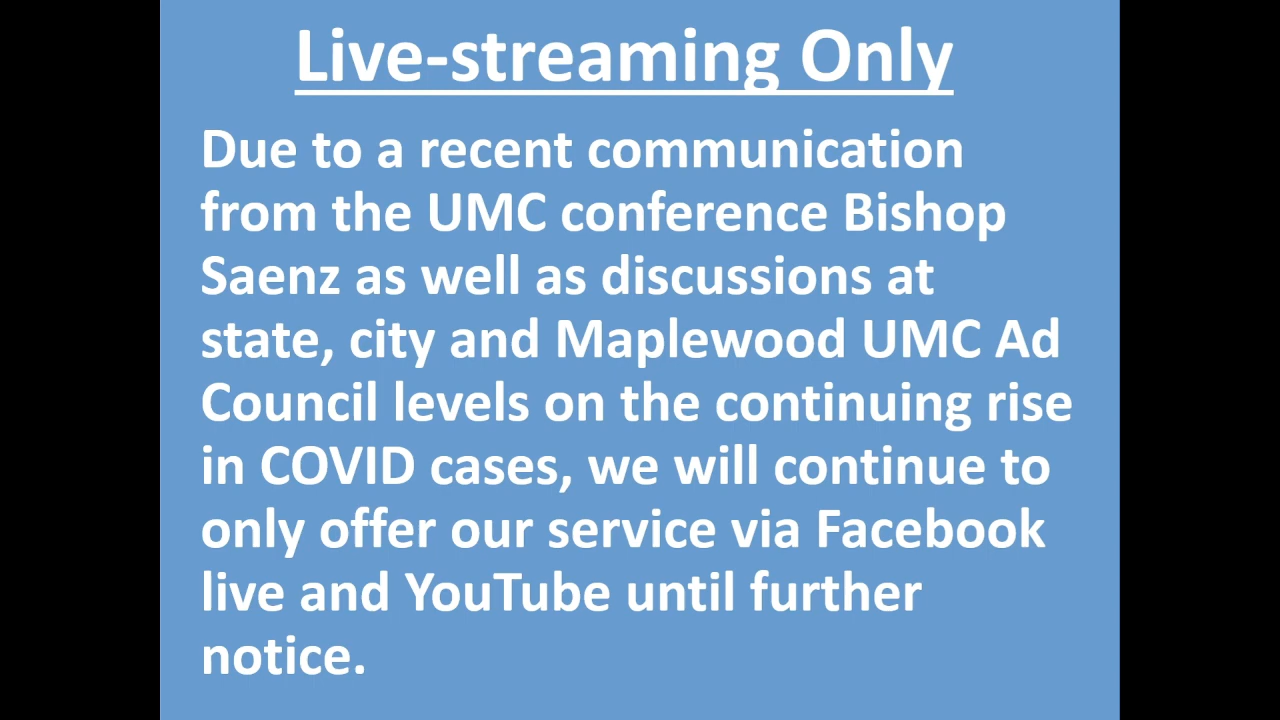 Live-streaming Only
Due to a recent communication
from the UMC conference Bishop
Saenz as well as discussions at
state, city and Maplewood UMC Ad
Council levels on the continuing rise
in COVID cases, we will continue to
only offer our service via Facebook
live and YouTube until further
notice.